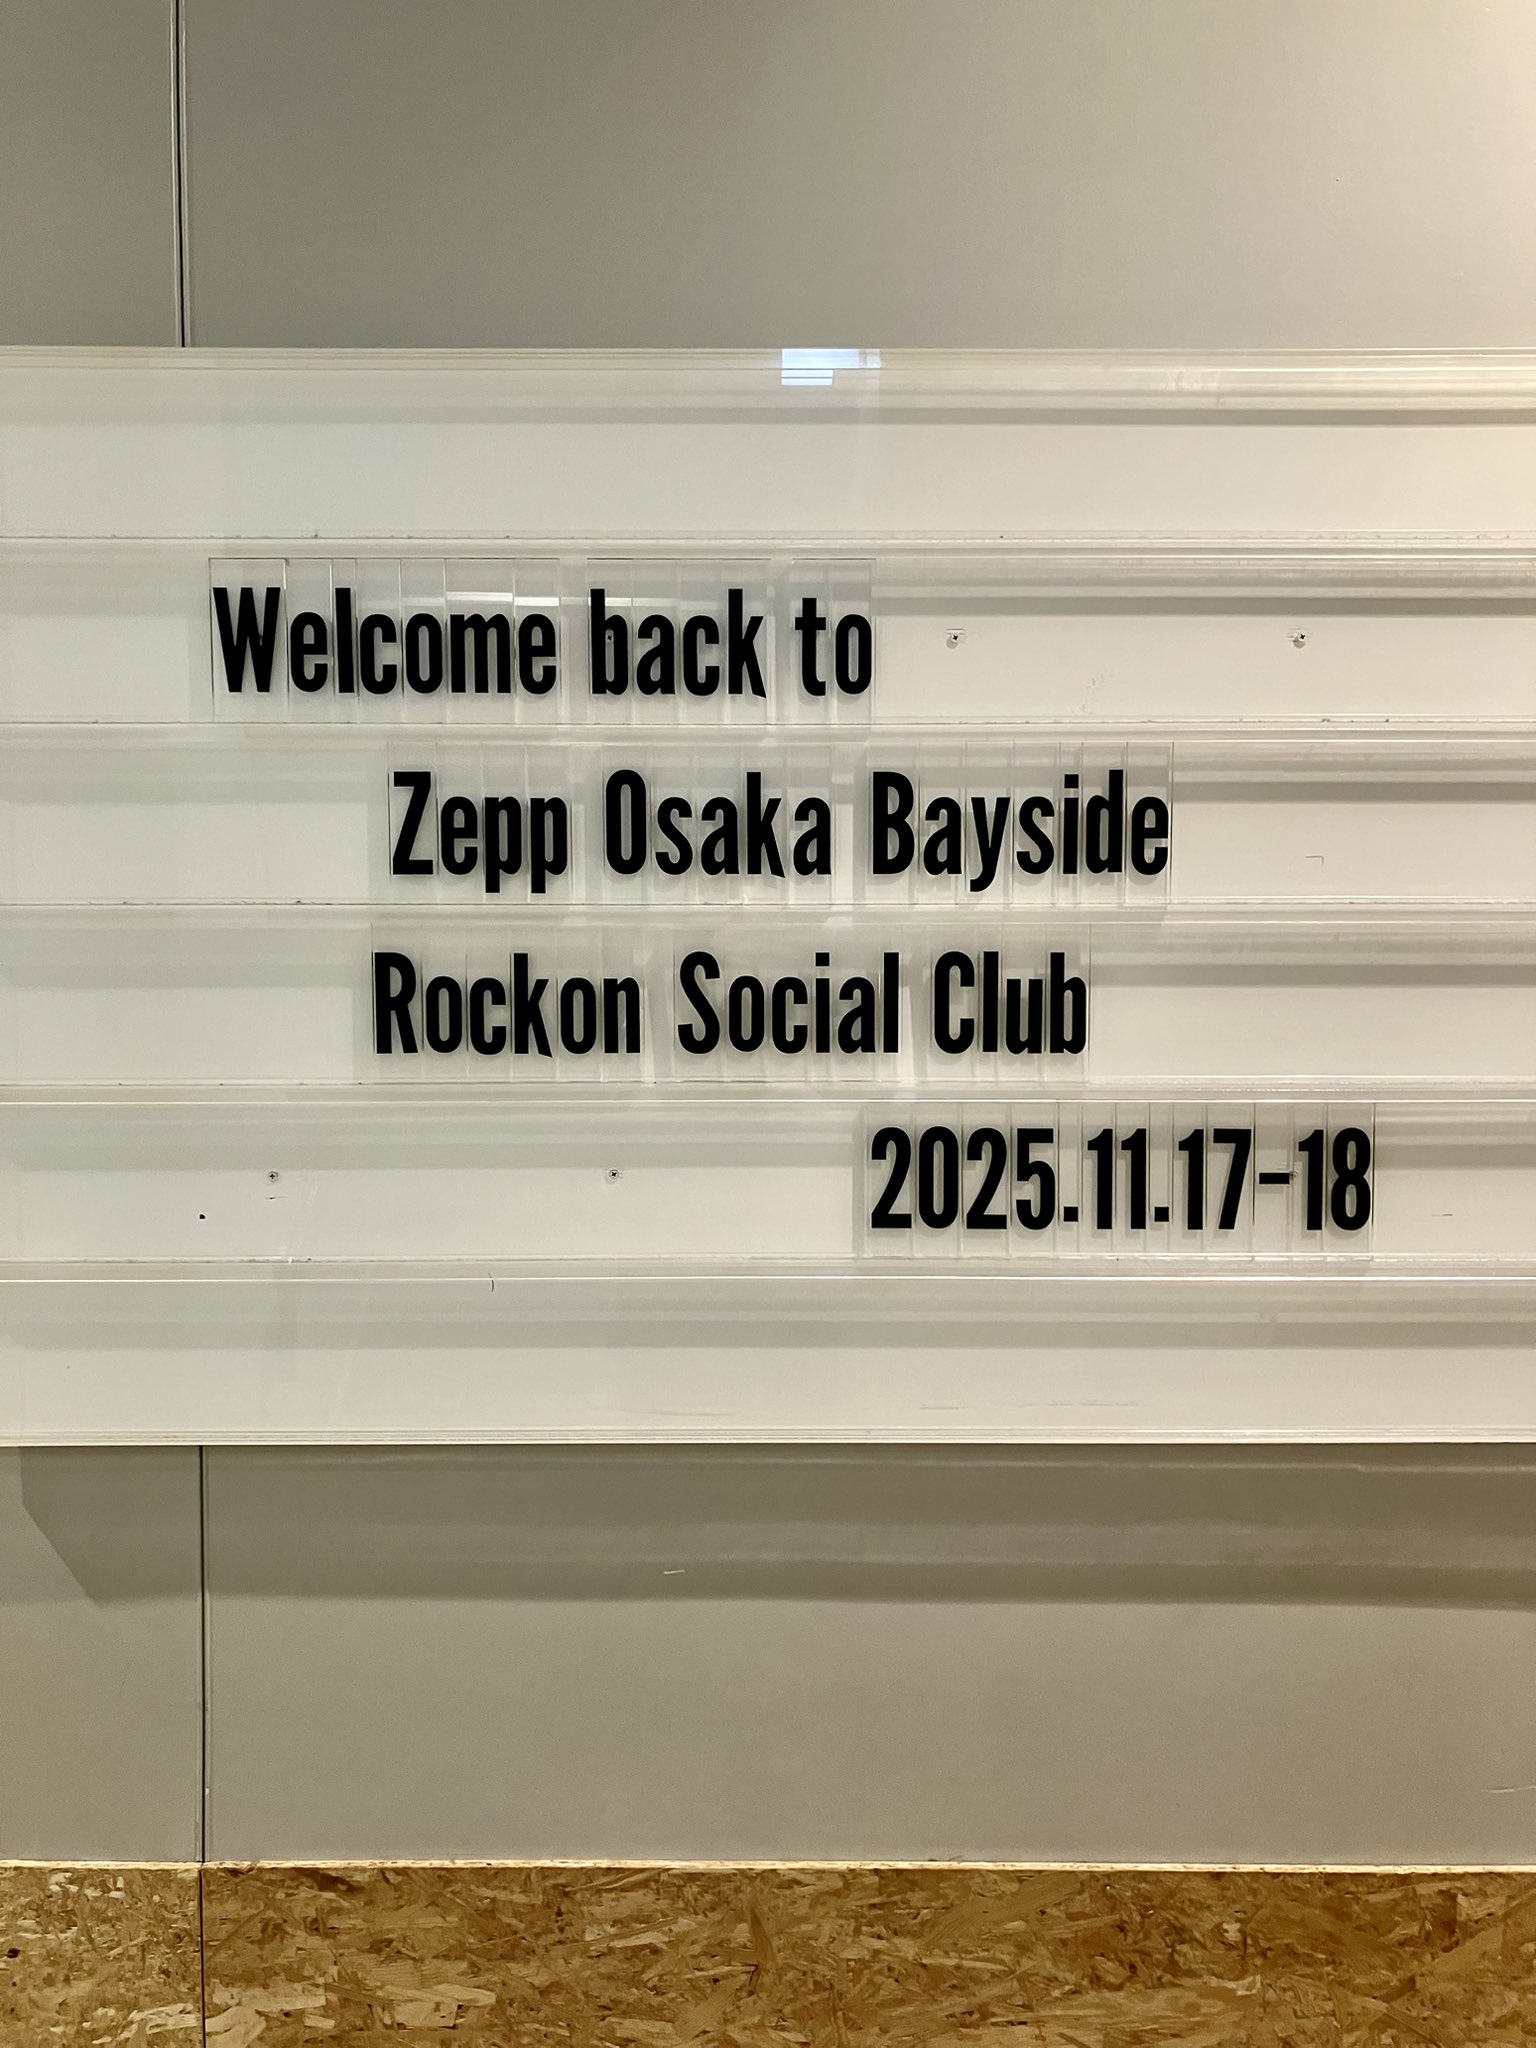 Welcome back to
Zepp Osaka Bayside
Rockon Social Club
2025.11.17-18